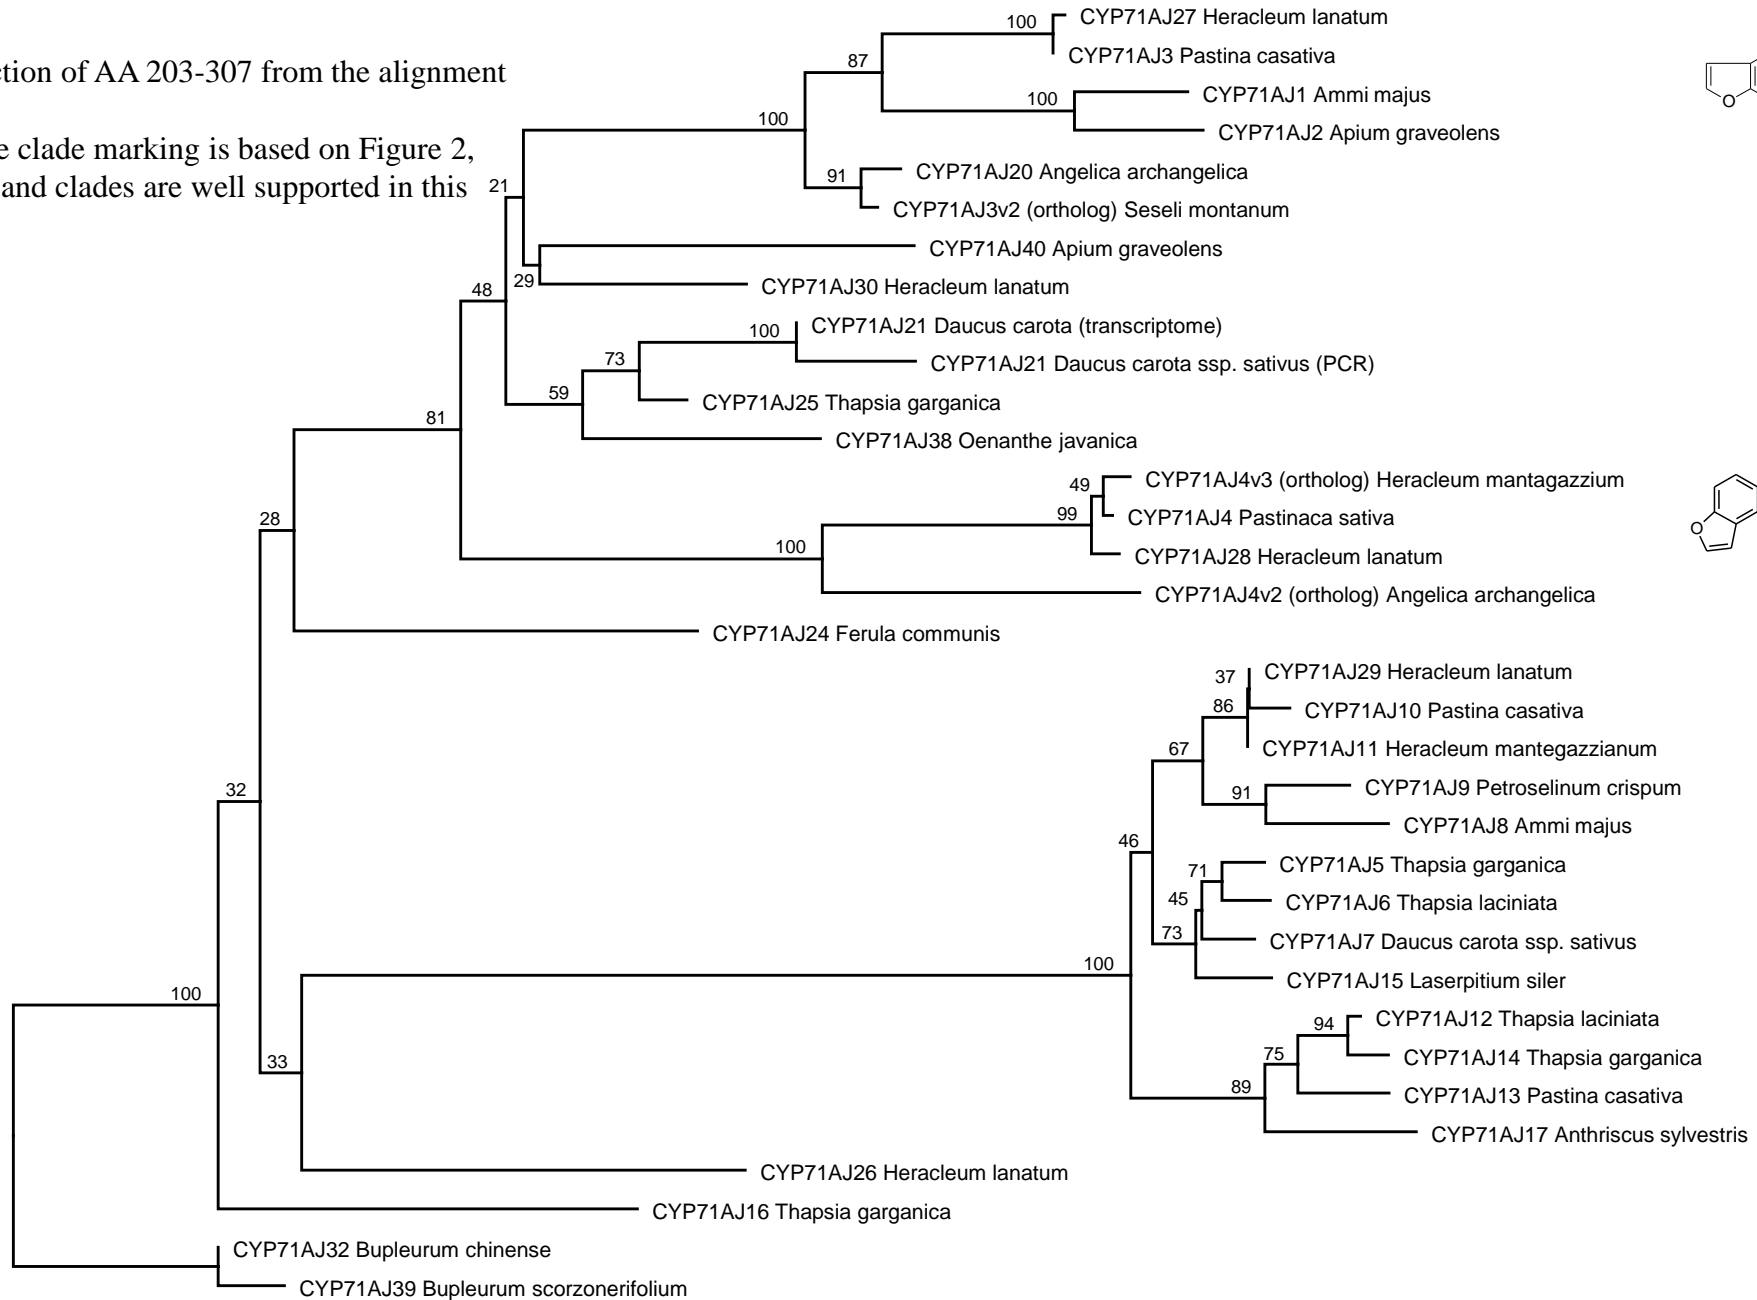 ction of AA 203-307 from the alignment
e clade marking is based on Figure 2,
and clades are well supported in this
100
CYP71AJ27 Heracleum lanatum
CYP71AJ3 Pastina casativa
87
100
CYP71AJ1 Ammi majus
O
CYP71AJ2 Apium graveolens
100
91
CYP71AJ20 Angelica archangelica
CYP71AJ3v2 (ortholog) Seseli montanum
21
CYP71AJ40 Apium graveolens
29
CYP71AJ30 Heracleum lanatum
48
100
CYP71AJ21 Daucus carota (transcriptome)
CYP71AJ21 Daucus carota ssp. sativus (PCR)
73
CYP71AJ25 Thapsia garganica
59
CYP71AJ38 Oenanthe javanica
81
49
CYP71AJ4v3 (ortholog) Heracleum mantagazzium
99
CYP71AJ4 Pastinaca sativa
O
CYP71AJ28 Heracleum lanatum
100
CYP71AJ4v2 (ortholog) Angelica archangelica
28
CYP71AJ24 Ferula communis
37
CYP71AJ29 Heracleum lanatum
86
CYP71AJ10 Pastina casativa
CYP71AJ11 Heracleum mantegazzianum
67
91
CYP71AJ9 Petroselinum crispum
CYP71AJ8 Ammi majus
32
46
71
CYP71AJ5 Thapsia garganica
45
CYP71AJ6 Thapsia laciniata
73
CYP71AJ7 Daucus carota ssp. sativus
100
CYP71AJ15 Laserpitium siler
100
94
CYP71AJ12 Thapsia laciniata
75
CYP71AJ14 Thapsia garganica
33
89
CYP71AJ13 Pastina casativa
CYP71AJ17 Anthriscus sylvestris
CYP71AJ26 Heracleum lanatum
CYP71AJ16 Thapsia garganica
CYP71AJ32 Bupleurum chinense
CYP71AJ39 Bupleurum scorzonerifolium